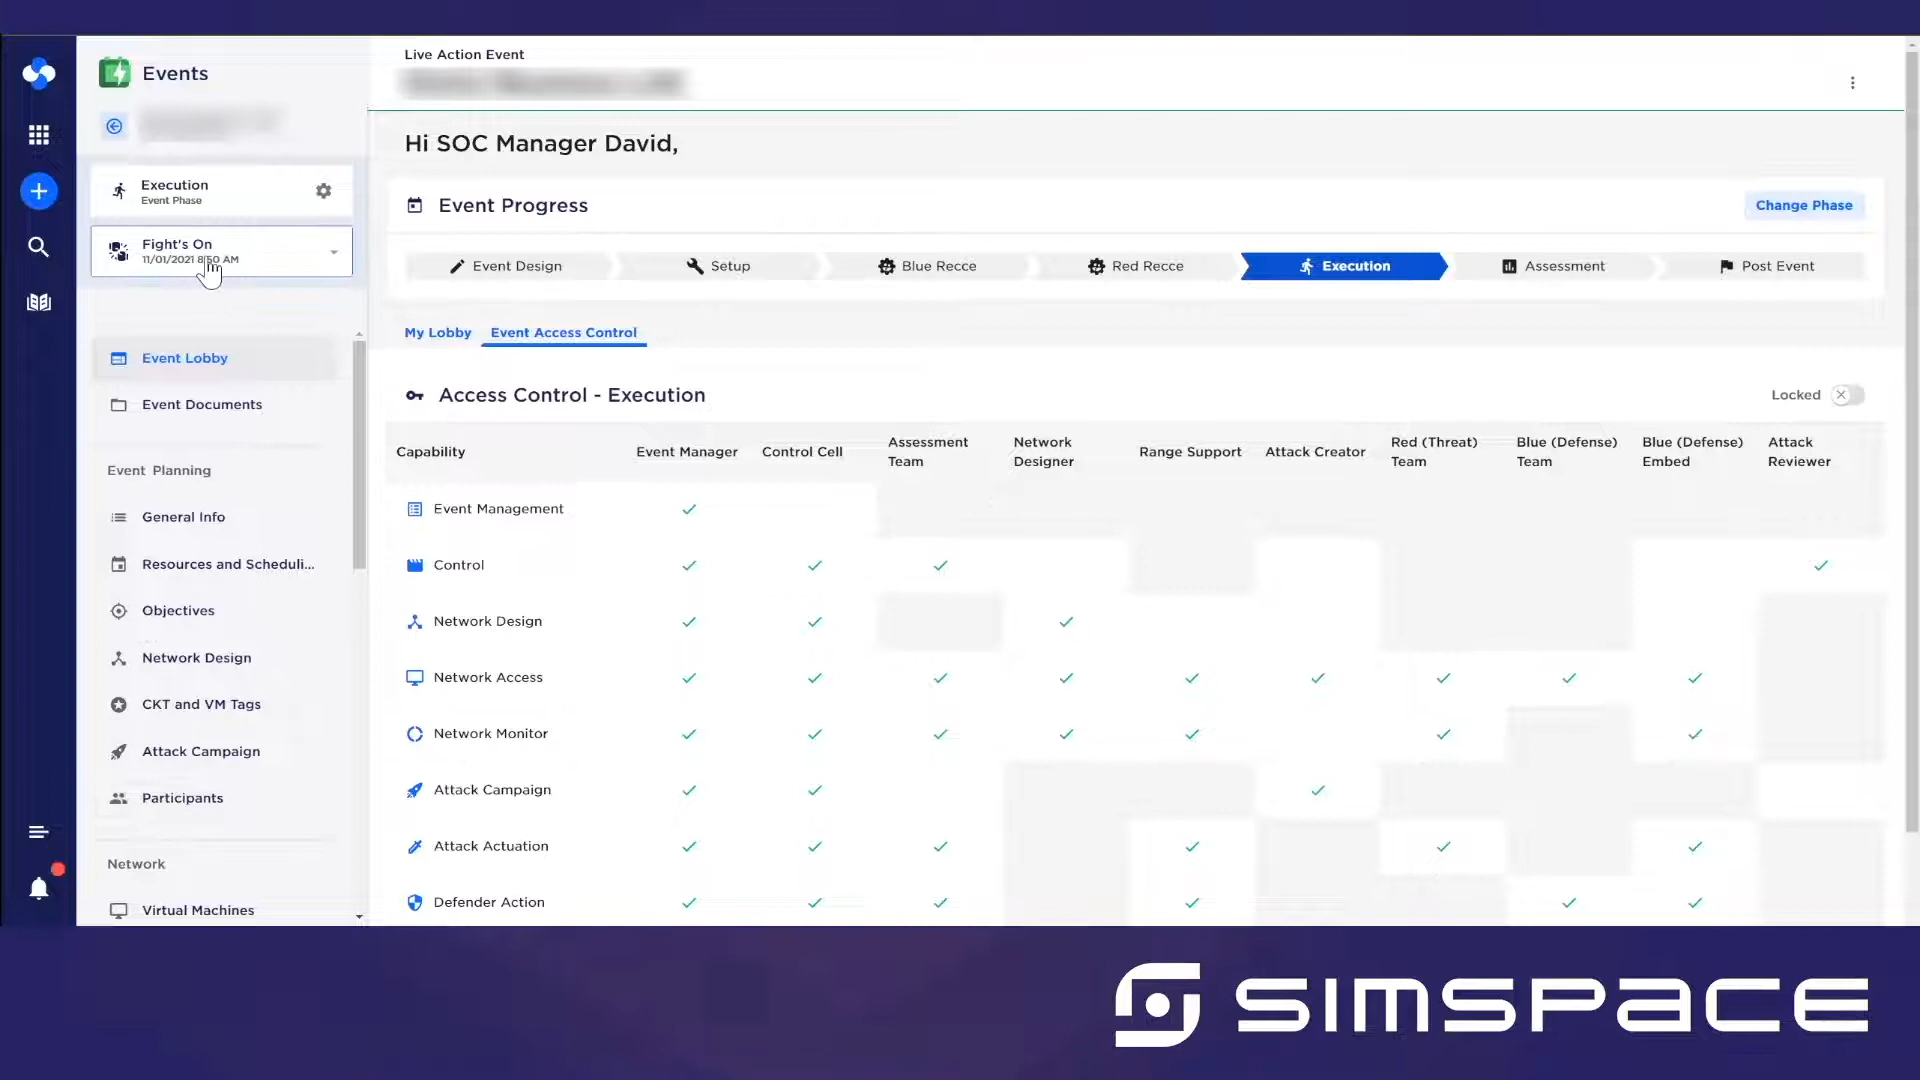 Events
Execution
Event Phase
Fight's On
11/01/2021 8:50 AM
Event Lobby
Event Documents
Event Planning
General Info
Resources and Scheduli...
Objectives
Network Design
CKT and VM Tags
Attack Campaign
Participants
Network
Virtual Machines
Live Action Event
Hi SOC Manager David,
Event Progress
Change Phase
Event Design
Setup
Blue Recce
Red Recce
Execution
Assessment
Post Event
My Lobby
Event Access Control
Access Control - Execution
Locked
Capability
Event Manager
Control Cell
Assessment
Team
Network
Designer
Range Support
Attack Creator
Red (Threat)
Team
Blue (Defense)
Team
Blue (Defense)
Embed
Attack
Reviewer
Event Management
Control
Network Design
Network Access
Network Monitor
Attack Campaign
Attack Actuation
Defender Action
SIMSPACE